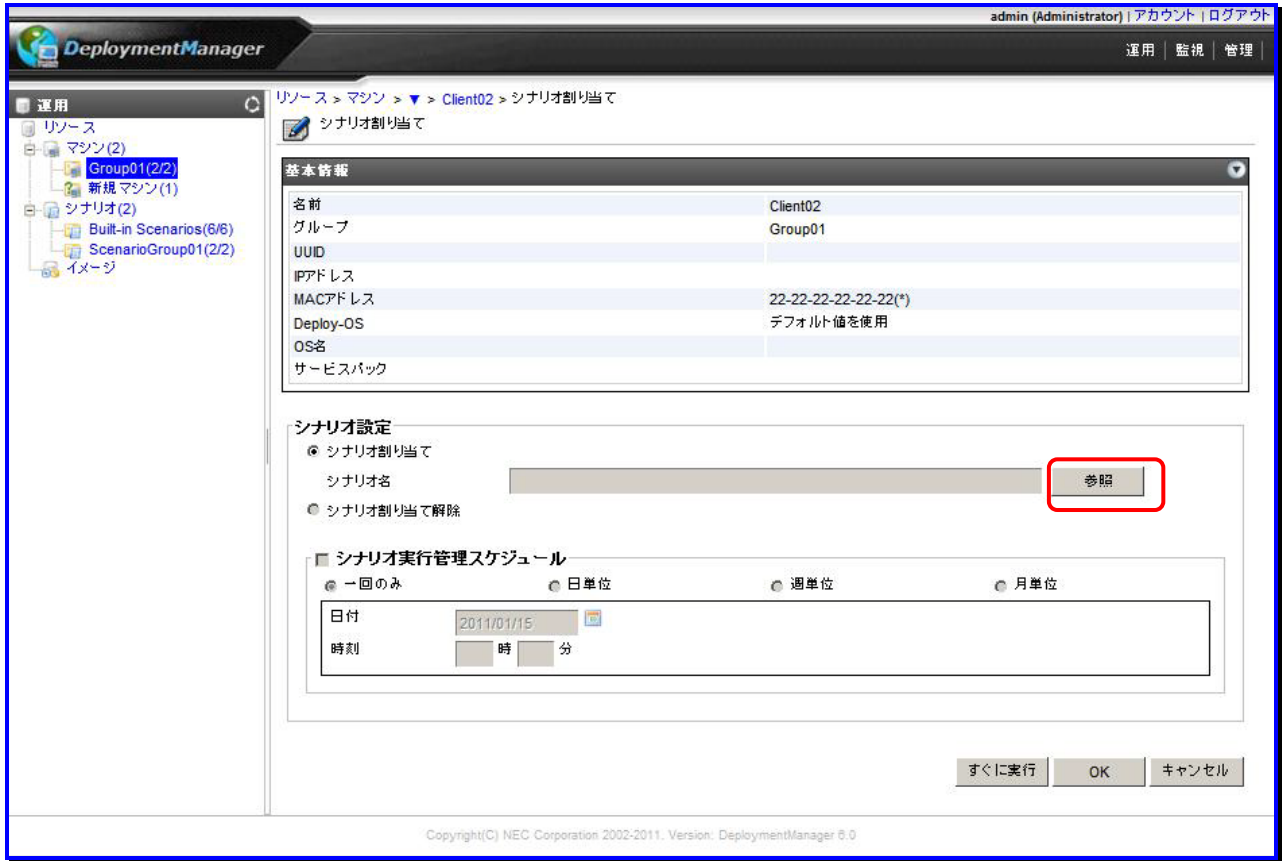 admin (Administrator) | アカウント | ログアウト
DeploymentManager
運用 | 監視 | 管理 |
運用
リソース
マシン(2)
Group01(2/2)
新規マシン(1)
シナリオ(2)
Built-in Scenarios(6/6)
ScenarioGroup01(2/2)
イメージ
リソース > マシン > ▼ > Client02 > シナリオ割り当て
シナリオ割り当て
基本情報
名前 Client02
グループ Group01
UUID
IPアドレス
MACアドレス 22-22-22-22-22-22(*)
Deploy-OS デフォルト値を使用
OS名
サービスパック
シナリオ設定
シナリオ割り当て
シナリオ名 参照
シナリオ割り当て解除
シナリオ実行管理スケジュール
一回のみ 日単位 週単位 月単位
日付 2011/01/15
時刻 時 分
すぐに実行 OK キャンセル
Copyright(C) NEC Corporation 2002-2011. Version: DeploymentManager 6.0